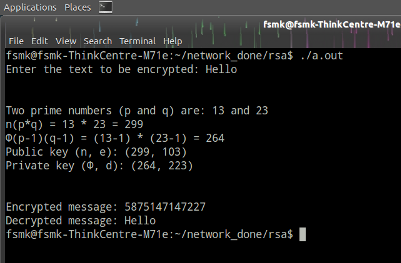 Applications Places
fsmk@fsmk-ThinkCentre-M71e
File Edit View Search Terminal Help
fsmk@fsmk-ThinkCentre-M71e:~/network_done/rsa$ ./a.out
Enter the text to be encrypted: Hello
Two prime numbers (p and q) are: 13 and 23
n(p*q) = 13 * 23 = 299
Φ(p-1)(q-1) = (13-1) * (23-1) = 264
Public key (n, e): (299, 103)
Private key (Φ, d): (264, 223)
Encrypted message: 5875147147227
Decrypted message: Hello
fsmk@fsmk-ThinkCentre-M71e:~/network_done/rsa$